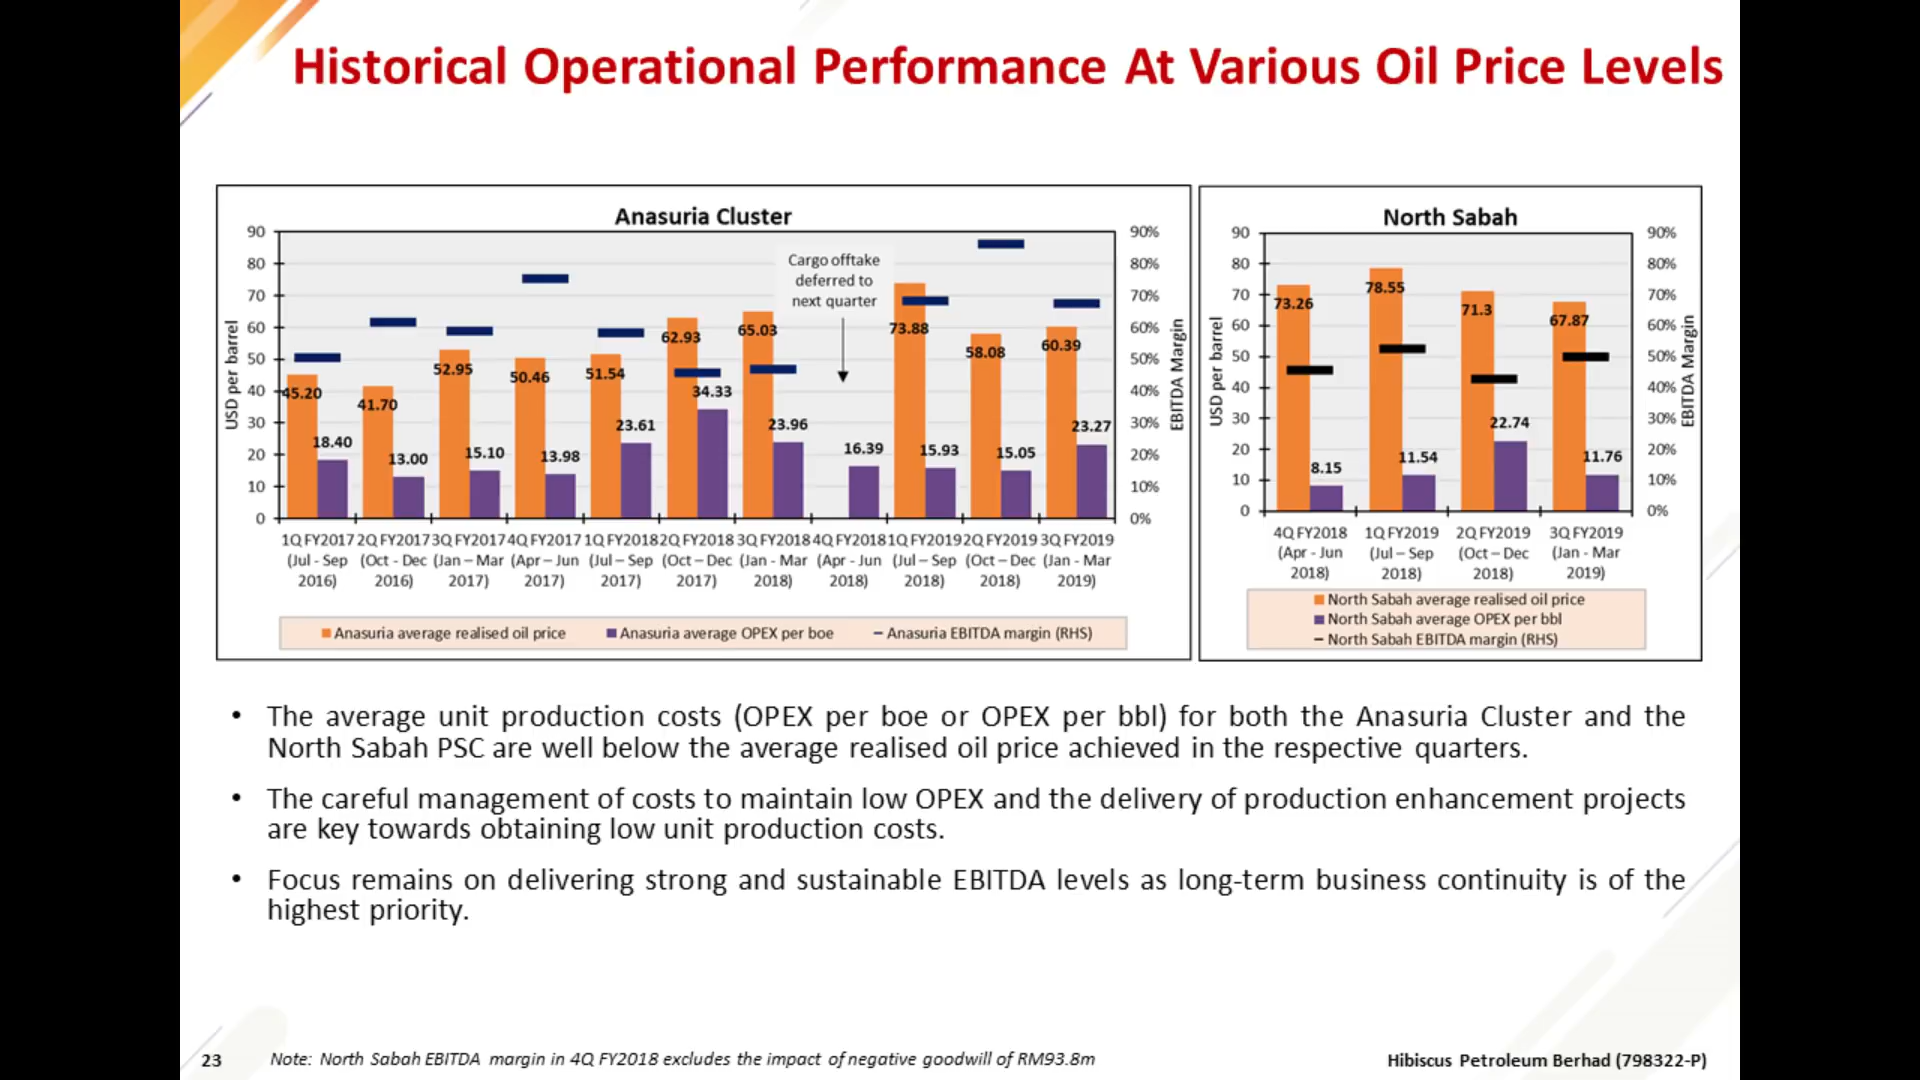 Historical Operational Performance At Various Oil Price Levels
Anasuria Cluster
90
80
70
60
50
40
30
20
10
0
USD per barrel
90%
80%
70%
60%
50%
40%
30%
20%
10%
0%
EBITDA Margin
Cargo offtake
deferred to
next quarter
45.20
18.40
41.70
13.00
52.95
15.10
50.46
13.98
51.54
23.61
62.93
34.33
65.03
23.96
16.39
73.88
15.93
58.08
15.05
60.39
23.27
1Q FY2017 2Q FY2017 3Q FY2017 4Q FY2017 1Q FY2018 2Q FY2018 3Q FY2018 4Q FY2018 1Q FY2019 2Q FY2019 3Q FY2019
(Jul - Sep (Oct - Dec (Jan – Mar (Apr – Jun (Jul – Sep (Oct – Dec (Jan - Mar (Apr - Jun (Jul – Sep (Oct – Dec (Jan - Mar
2016) 2016) 2017) 2017) 2017) 2017) 2018) 2018) 2018) 2018) 2019)
Anasuria average realised oil price Anasuria average OPEX per boe Anasuria EBITDA margin (RHS)
North Sabah
90
80
70
60
50
40
30
20
10
0
USD per barrel
90%
80%
70%
60%
50%
40%
30%
20%
10%
0%
EBITDA Margin
73.26
8.15
78.55
11.54
71.3
22.74
67.87
11.76
4Q FY2018 1Q FY2019 2Q FY2019 3Q FY2019
(Apr - Jun (Jul – Sep (Oct – Dec (Jan - Mar
2018) 2018) 2018) 2019)
North Sabah average realised oil price
North Sabah average OPEX per bbl
North Sabah EBITDA margin (RHS)
• The average unit production costs (OPEX per boe or OPEX per bbl) for both the Anasuria Cluster and the
North Sabah PSC are well below the average realised oil price achieved in the respective quarters.
• The careful management of costs to maintain low OPEX and the delivery of production enhancement projects
are key towards obtaining low unit production costs.
• Focus remains on delivering strong and sustainable EBITDA levels as long-term business continuity is of the
highest priority.
23
Note: North Sabah EBITDA margin in 4Q FY2018 excludes the impact of negative goodwill of RM93.8m
Hibiscus Petroleum Berhad (798322-P)